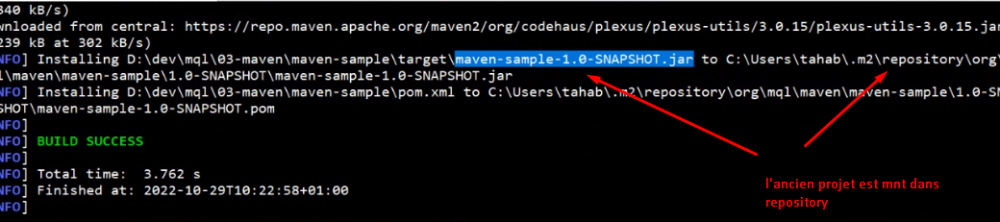 340 kB/s)
ownloaded from central: https://repo.maven.apache.org/maven2/org/codehaus/plexus/plexus-utils/3.0.15/plexus-utils-3.0.15.jar
239 kB at 302 kB/s)
NFO] Installing D:\dev\mql\03-maven\maven-sample\target\maven-sample-1.0-SNAPSHOT.jar to C:\Users\tahab\.m2\repository\org\
l\maven\maven-sample\1.0-SNAPSHOT\maven-sample-1.0-SNAPSHOT.jar
NFO] Installing D:\dev\mql\03-maven\maven-sample\pom.xml to C:\Users\tahab\.m2\repository\org\mql\maven\maven-sample\1.0-SN
SHOT\maven-sample-1.0-SNAPSHOT.pom
NFO]
NFO] BUILD SUCCESS
NFO]
NFO] Total time: 3.762 s
NFO] Finished at: 2022-10-29T10:22:58+01:00
NFO]
l'ancien projet est mnt dans
repository